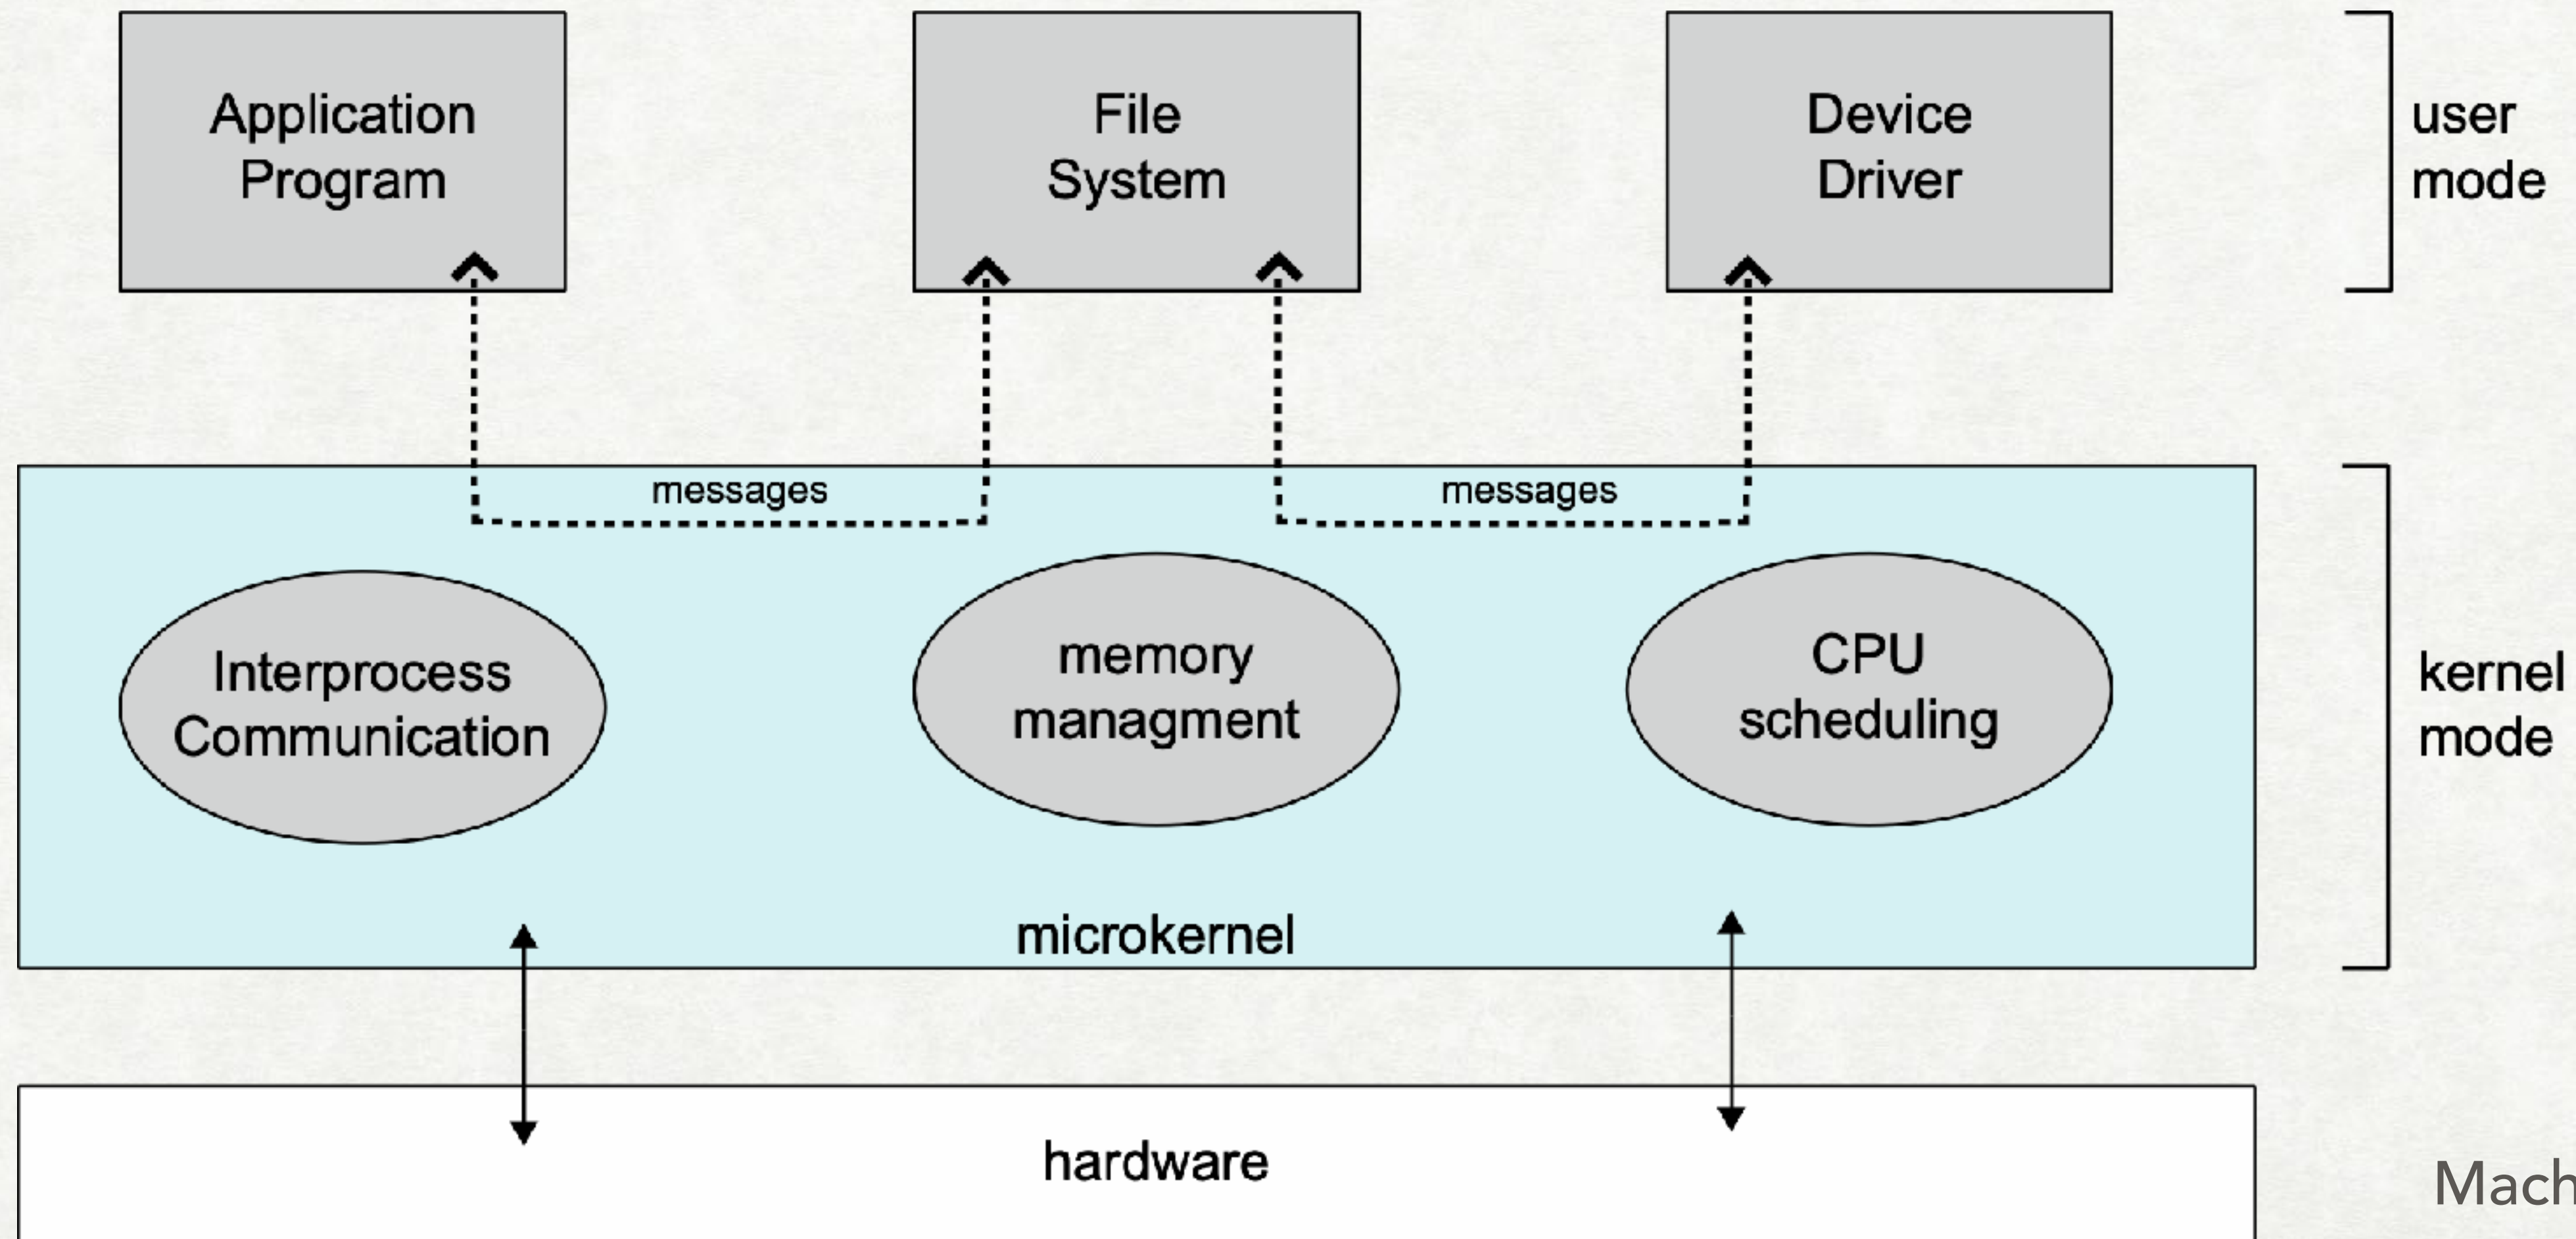 Application
Program
File
System
Device
Driver
user
mode
messages
messages
Interprocess
Communication
memory
managment
CPU
scheduling
kernel
mode
microkernel
hardware
Mach